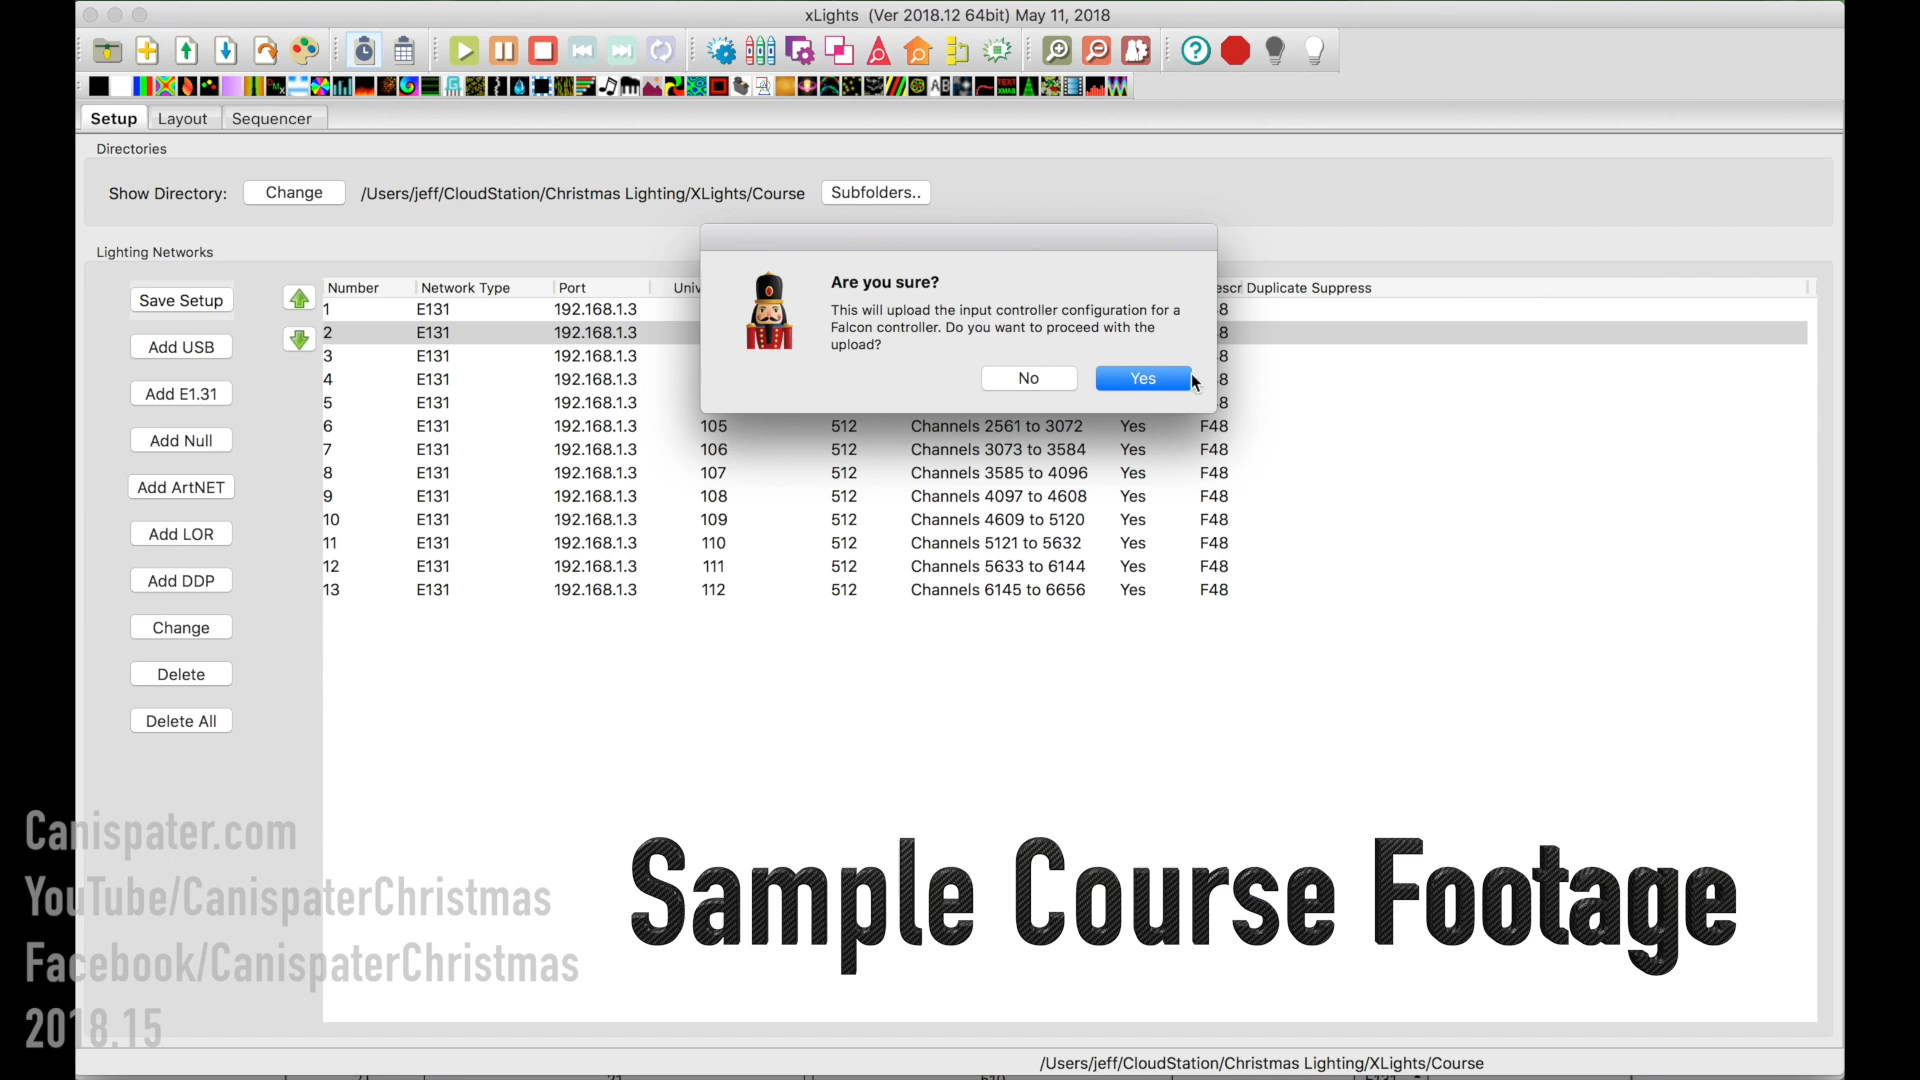 xLights (Ver 2018.12 64bit) May 11, 2018
Setup Layout Sequencer
Directories
Show Directory: Change /Users/jeff/CloudStation/Christmas Lighting/XLights/Course Subfolders..
Lighting Networks
Save Setup
Add USB
Add E1.31
Add Null
Add ArtNET
Add LOR
Add DDP
Change
Delete
Delete All
Number Network Type Port Univ escr Duplicate Suppress
1 E131 192.168.1.3 8
2 E131 192.168.1.3 8
3 E131 192.168.1.3 8
4 E131 192.168.1.3 8
5 E131 192.168.1.3 8
6 E131 192.168.1.3 105 512 Channels 2561 to 3072 Yes F48
7 E131 192.168.1.3 106 512 Channels 3073 to 3584 Yes F48
8 E131 192.168.1.3 107 512 Channels 3585 to 4096 Yes F48
9 E131 192.168.1.3 108 512 Channels 4097 to 4608 Yes F48
10 E131 192.168.1.3 109 512 Channels 4609 to 5120 Yes F48
11 E131 192.168.1.3 110 512 Channels 5121 to 5632 Yes F48
12 E131 192.168.1.3 111 512 Channels 5633 to 6144 Yes F48
13 E131 192.168.1.3 112 512 Channels 6145 to 6656 Yes F48
Are you sure?
This will upload the input controller configuration for a
Falcon controller. Do you want to proceed with the
upload?
No Yes
Canispater.com
YouTube/CanispaterChristmas
Facebook/CanispaterChristmas
2018.15
Sample Course Footage
/Users/jeff/CloudStation/Christmas Lighting/XLights/Course